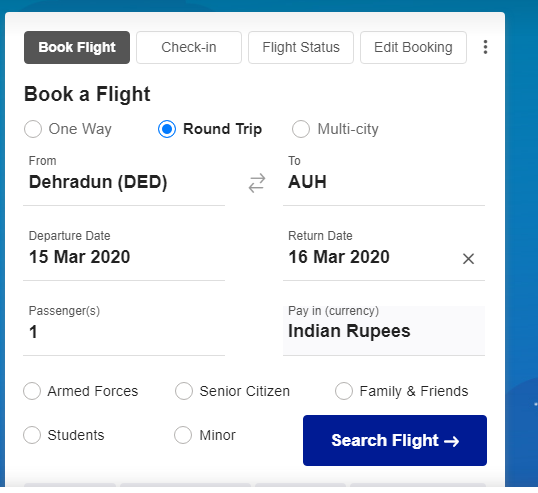 Book Flight Check-in Flight Status Edit Booking
Book a Flight
One Way Round Trip Multi-city
From To
Dehradun (DED) AUH
Departure Date Return Date
15 Mar 2020 16 Mar 2020
Passenger(s) Pay in (currency)
1 Indian Rupees
Armed Forces Senior Citizen Family & Friends
Students Minor Search Flight